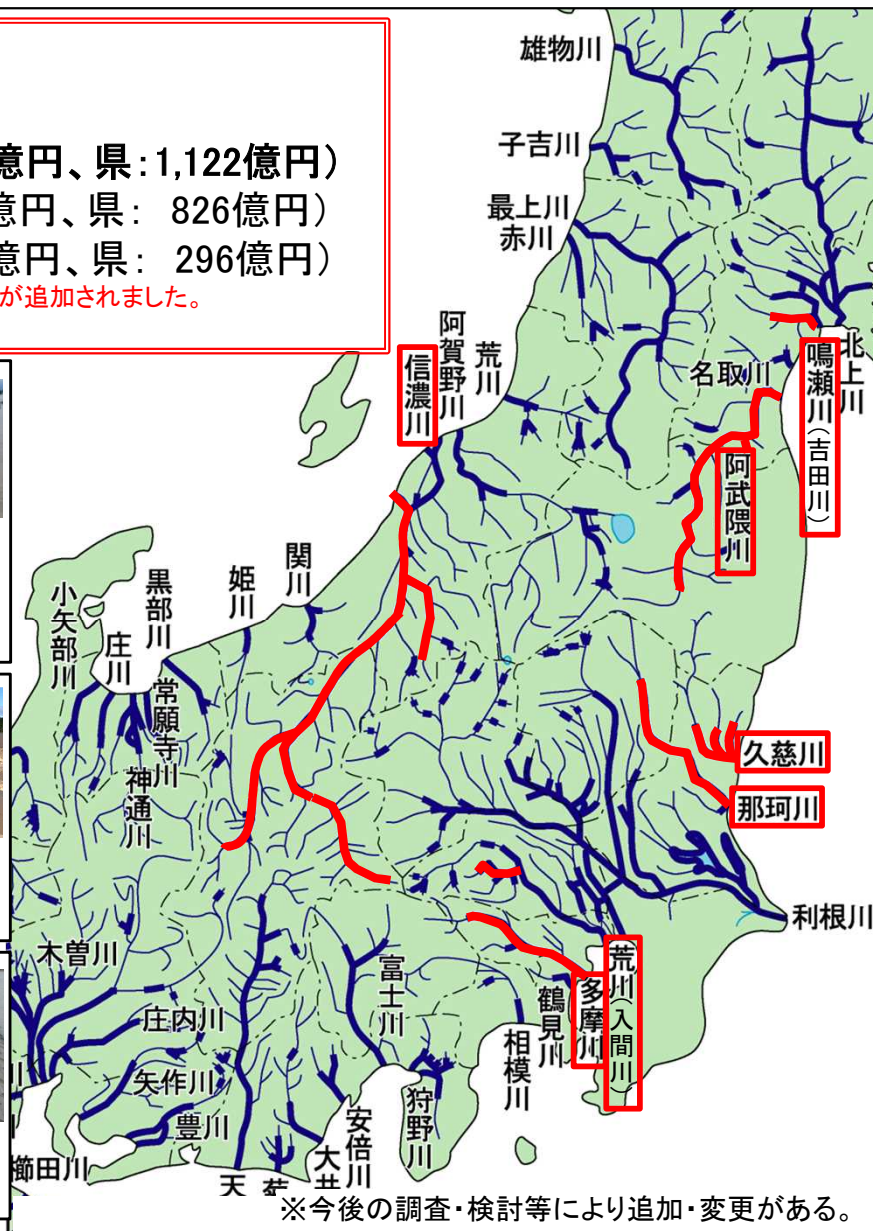 億円、県：1,122億円）
億円、県： 826億円）
億円、県： 296億円）
が追加されました。
雄物川
子吉川
最上川
赤川
荒川
阿賀野川
信濃川
名取川
北上川
鳴瀬川（吉田川）
阿武隈川
関川
姫川
黒部川
庄川
小矢部川
常願寺川
神通川
久慈川
那珂川
利根川
荒川（入間川）
多摩川
鶴見川
相模川
富士川
狩野川
安倍川
大井
菊
天
木曽川
庄内川
矢作川
豊川
櫛田川
川
※今後の調査・検討等により追加・変更がある。